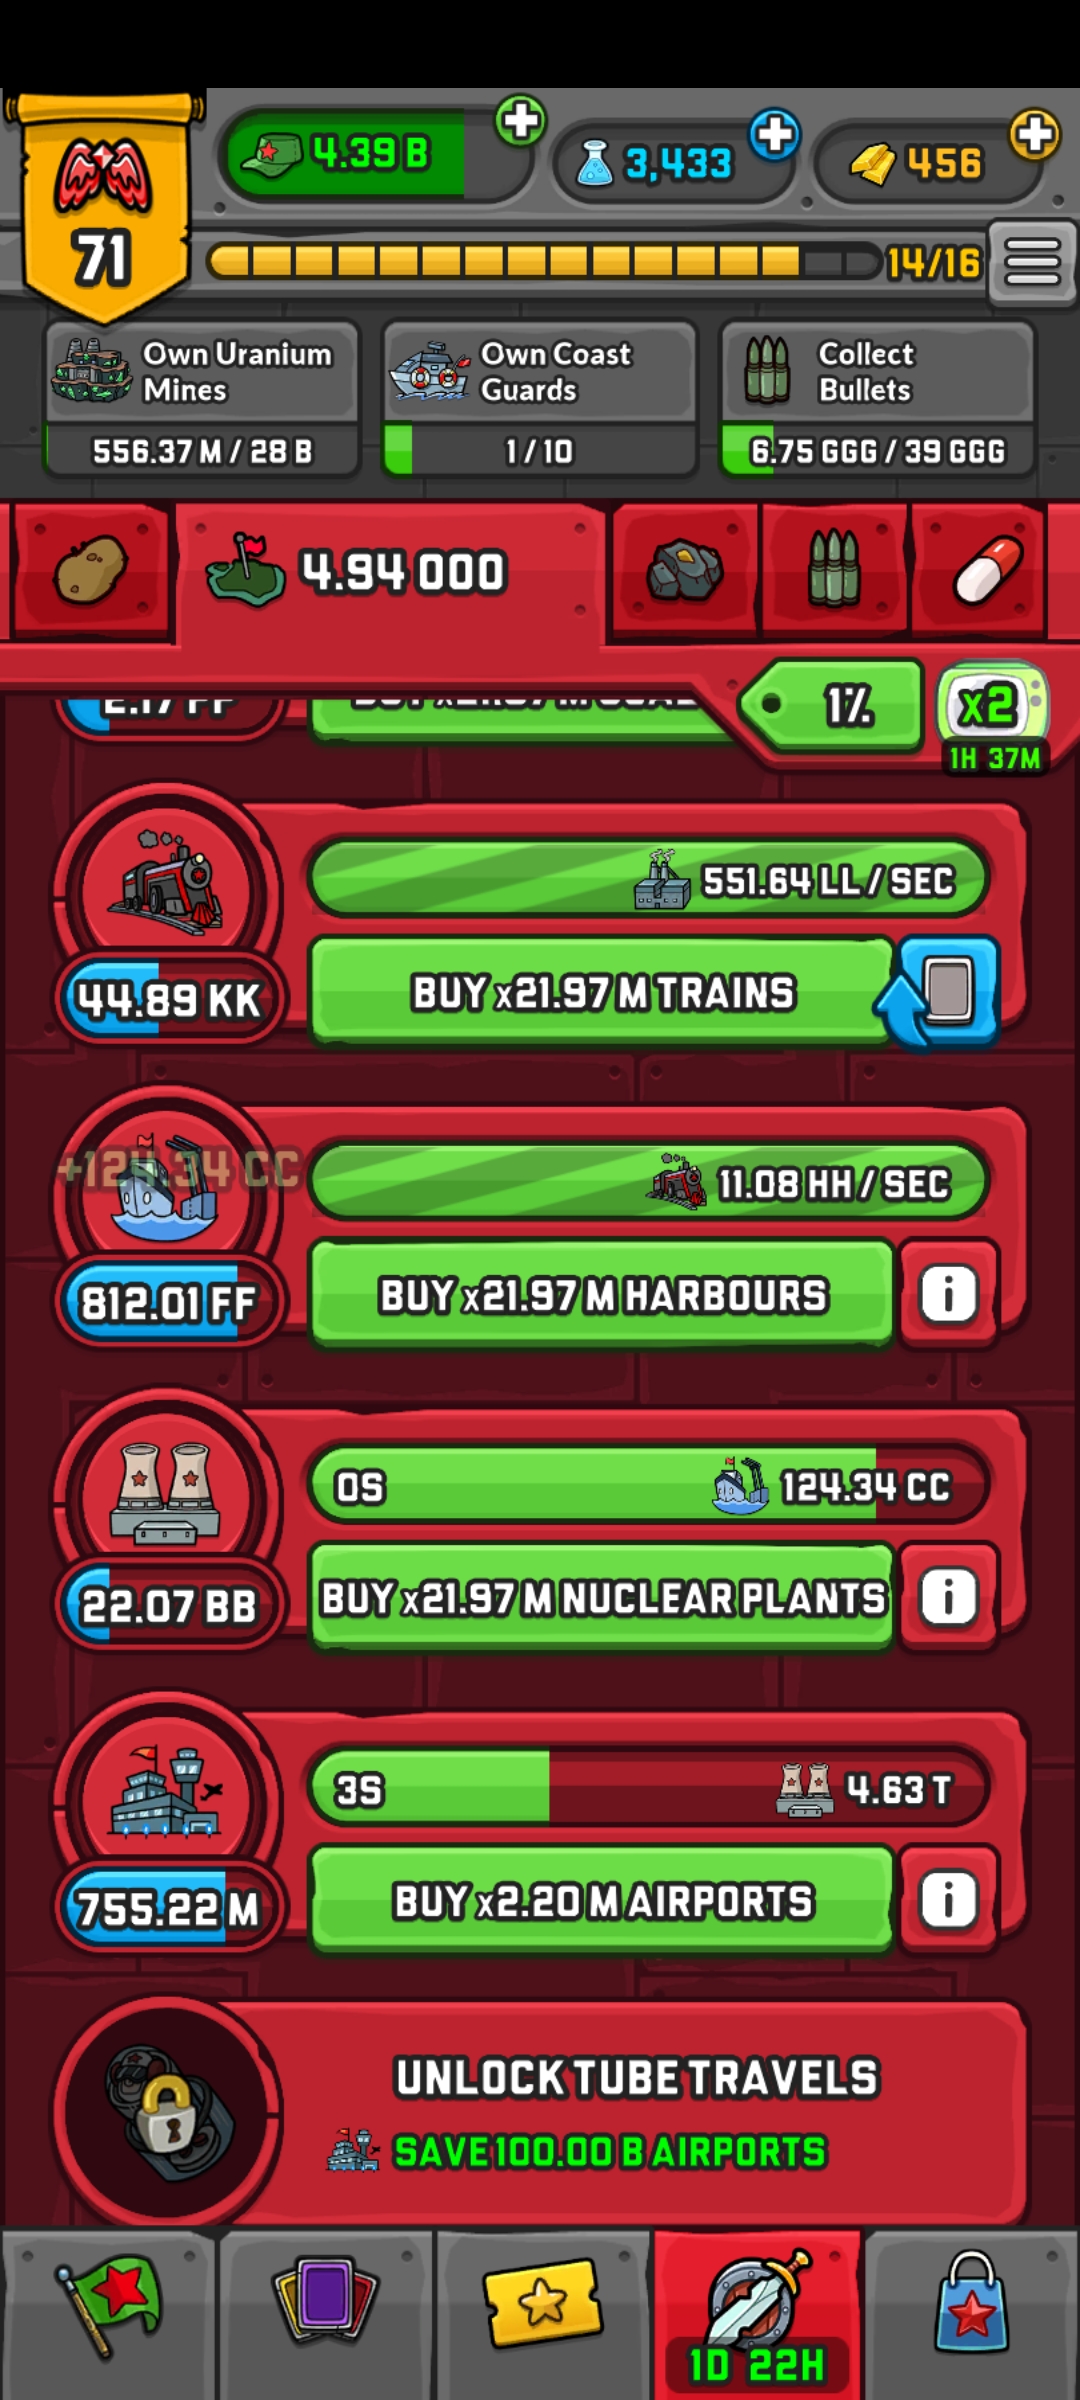 4.39 B
3,433
456
71
14/16
Own Uranium
Mines
556.37 M / 28 B
Own Coast
Guards
1 / 10
Collect
Bullets
6.75 GGG / 39 GGG
4.94 000
1%
x2
1H 37M
2.17 FF
551.64 LL / SEC
44.89 KK
BUY x21.97 M TRAINS
+124.34 CC
11.08 HH / SEC
812.01 FF
BUY x21.97 M HARBOURS
0S
124.34 CC
22.07 BB
BUY x21.97 M NUCLEAR PLANTS
3S
4.63 T
755.22 M
BUY x2.20 M AIRPORTS
UNLOCK TUBE TRAVELS
SAVE 100.00 B AIRPORTS
1D 22H